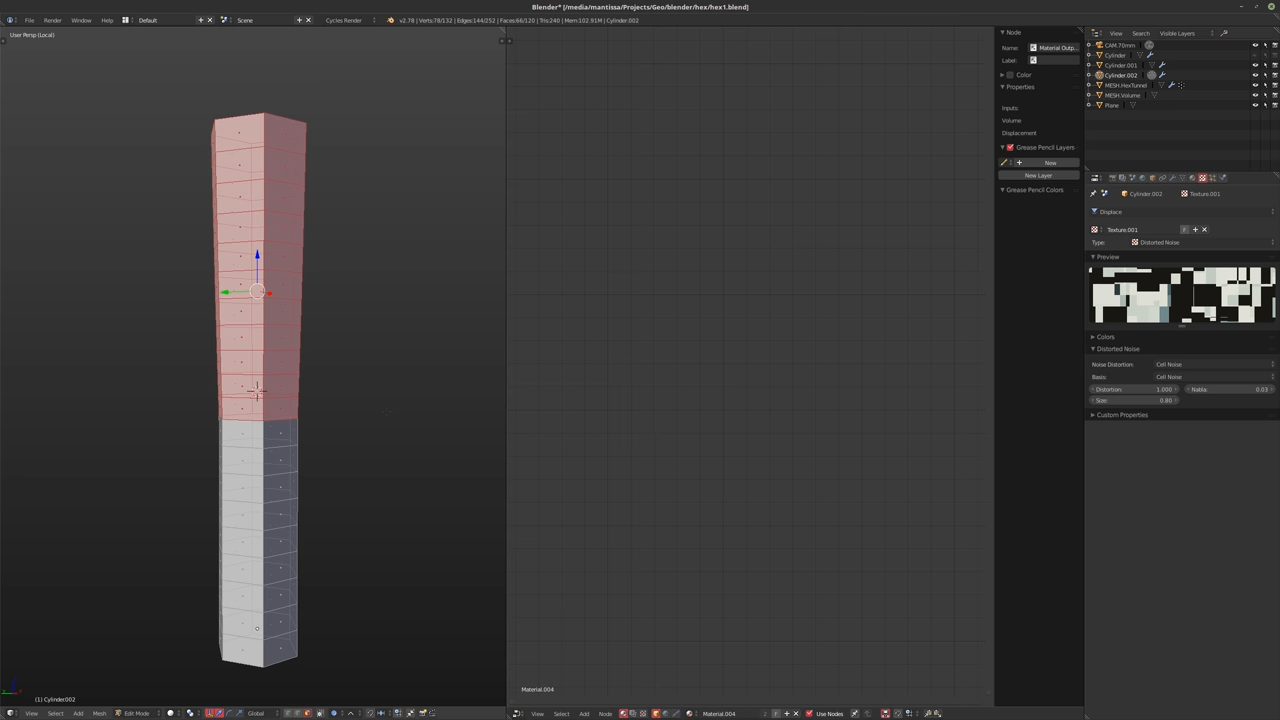 Blender* [/media/mantissa/Projects/Geo/blender/hex/hex1.blend]
File Render Window Help Default Scene Cycles Render v2.78 | Verts:78/132 | Edges:144/252 | Faces:66/120 | Tris:240 | Mem:102.91M | Cylinder.002
User Persp (Local)
(1) Cylinder.002
View Select Add Mesh Edit Mode Global
Material.004
View Select Add Node Material.004 2 F Use Nodes
Node
Name: Material Outp...
Label:
Color
Properties
Inputs:
Volume
Displacement
Grease Pencil Layers
New
New Layer
Grease Pencil Colors
View Search Visible Layers
CAM.70mm
Cylinder
Cylinder.001
Cylinder.002
MESH.HexTunnel
MESH.Volume
Plane
Cylinder.002 Texture.001
Displace
Texture.001 F
Type: Distorted Noise
Preview
Colors
Distorted Noise
Noise Distortion: Cell Noise
Basis: Cell Noise
Distortion: 1.000 Nabla: 0.03
Size: 0.80
Custom Properties